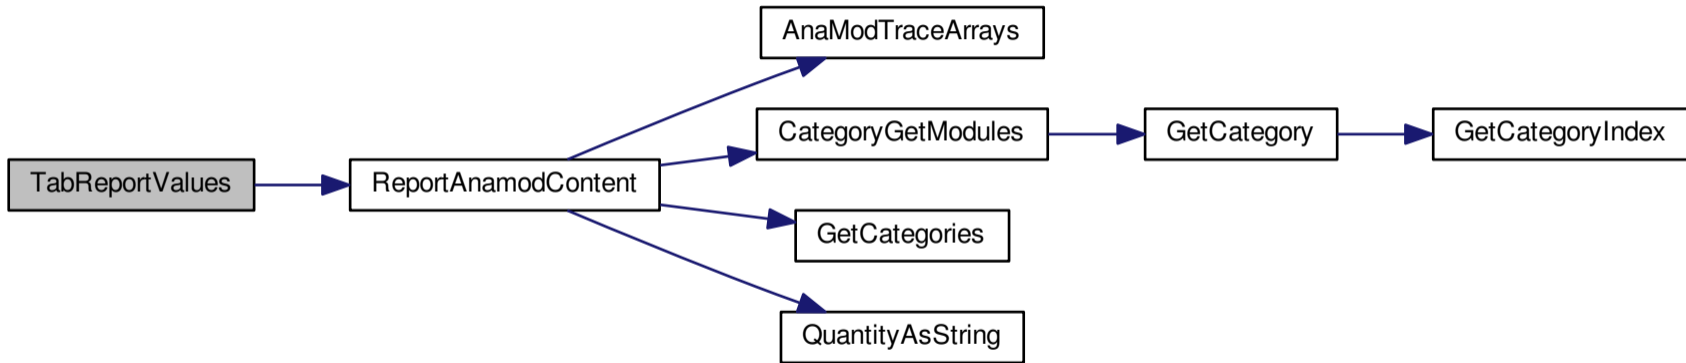 AnaModTraceArrays
CategoryGetModules
GetCategory
GetCategoryIndex
TabReportValues
ReportAnamodContent
GetCategories
QuantityAsString